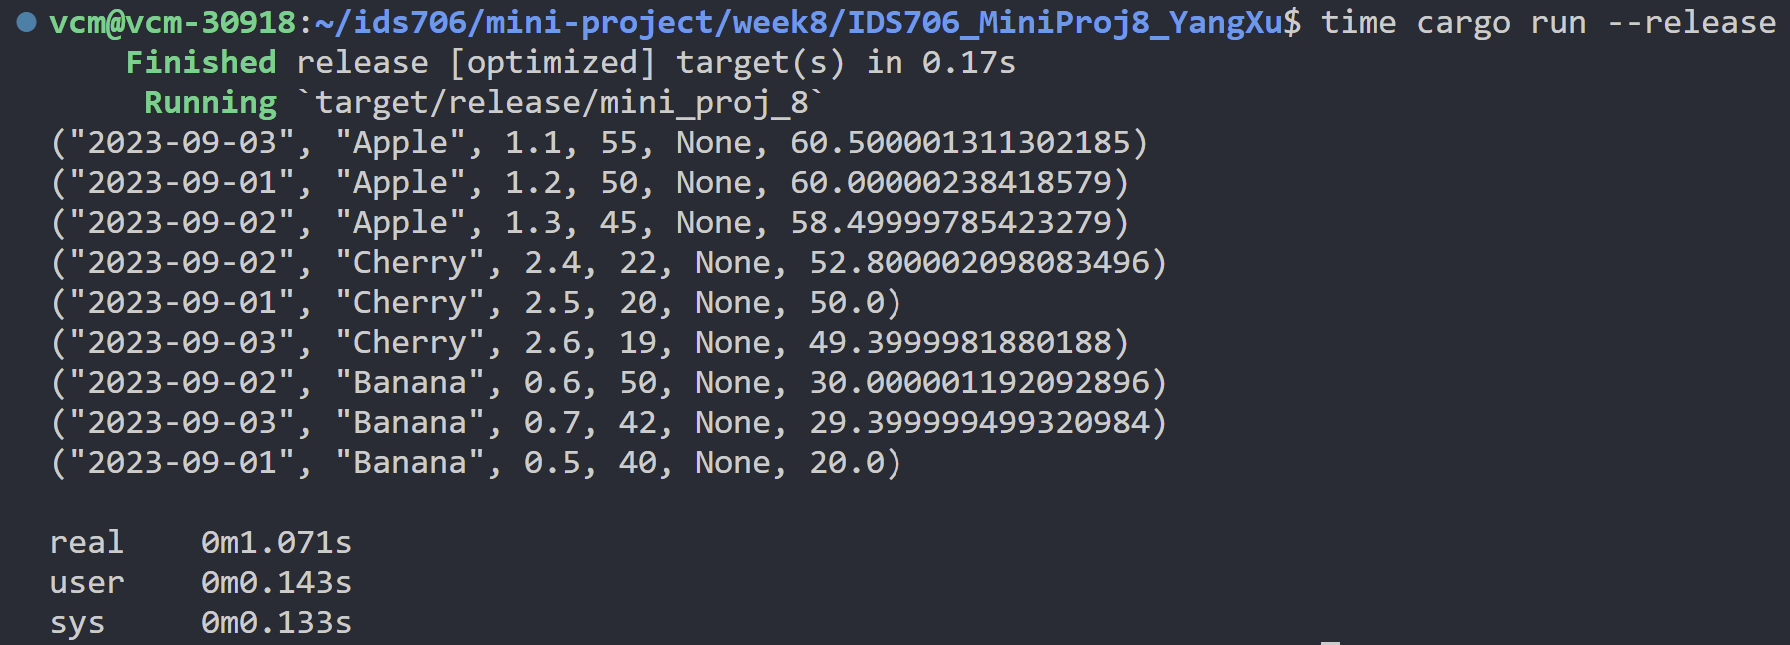 vcm@vcm-30918:~/ids706/mini-project/week8/IDS706_MiniProj8_YangXu$ time cargo run --release
    Finished release [optimized] target(s) in 0.17s
     Running `target/release/mini_proj_8`
("2023-09-03", "Apple", 1.1, 55, None, 60.500001311302185)
("2023-09-01", "Apple", 1.2, 50, None, 60.00000238418579)
("2023-09-02", "Apple", 1.3, 45, None, 58.49999785423279)
("2023-09-02", "Cherry", 2.4, 22, None, 52.800002098083496)
("2023-09-01", "Cherry", 2.5, 20, None, 50.0)
("2023-09-03", "Cherry", 2.6, 19, None, 49.3999981880188)
("2023-09-02", "Banana", 0.6, 50, None, 30.000001192092896)
("2023-09-03", "Banana", 0.7, 42, None, 29.399999499320984)
("2023-09-01", "Banana", 0.5, 40, None, 20.0)

real    0m1.071s
user    0m0.143s
sys     0m0.133s